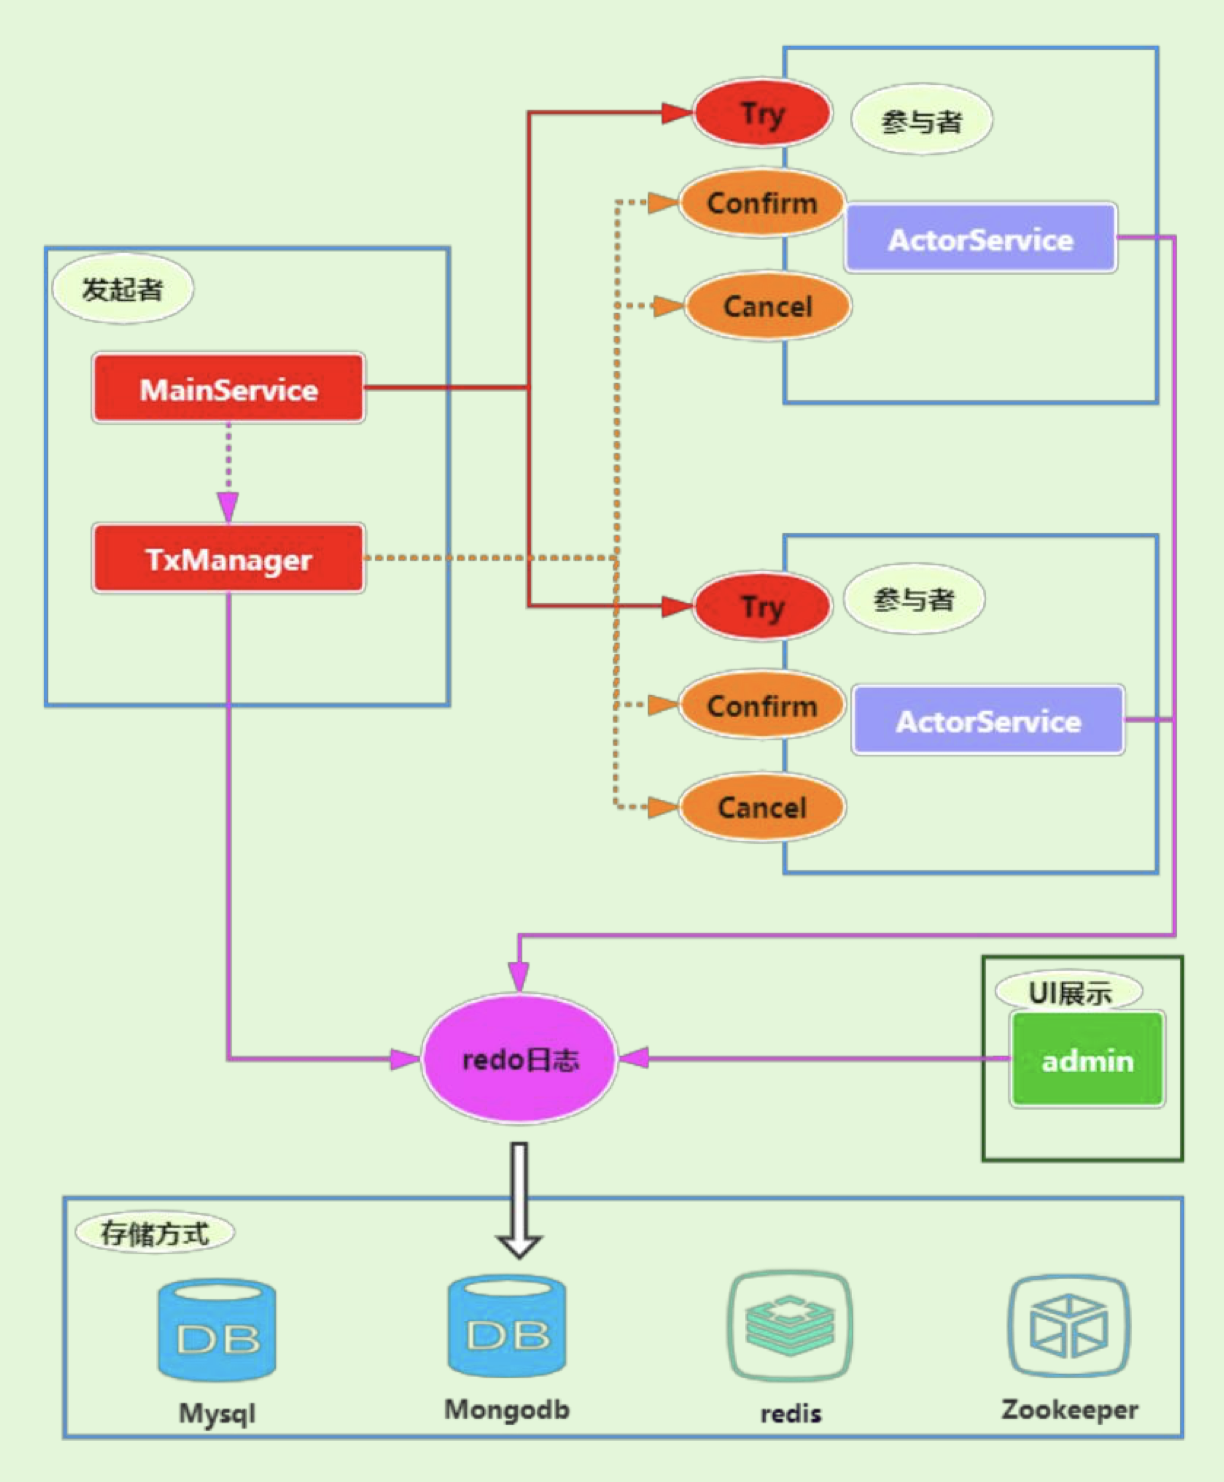 Try
参与者
Confirm
ActorService
发起者
Cancel
MainService
TxManager
Try
参与者
Confirm
ActorService
Cancel
UI展示
redo日志
admin
存储方式
DB
DB
Mysql
Mongodb
redis
Zookeeper